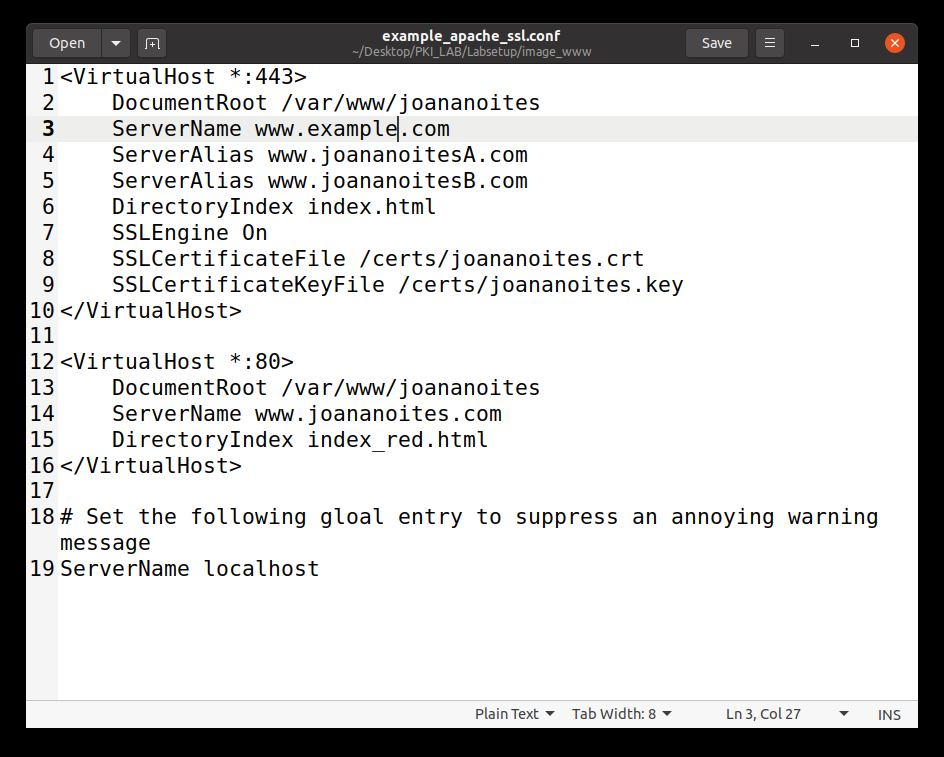 Open
example_apache_ssl.conf
~/Desktop/PKI_LAB/Labsetup/image_www
Save
1 <VirtualHost *:443>
2     DocumentRoot /var/www/joananoites
3     ServerName www.example.com
4     ServerAlias www.joananoitesA.com
5     ServerAlias www.joananoitesB.com
6     DirectoryIndex index.html
7     SSLEngine On
8     SSLCertificateFile /certs/joananoites.crt
9     SSLCertificateKeyFile /certs/joananoites.key
10 </VirtualHost>
11
12 <VirtualHost *:80>
13     DocumentRoot /var/www/joananoites
14     ServerName www.joananoites.com
15     DirectoryIndex index_red.html
16 </VirtualHost>
17
18 # Set the following gloal entry to suppress an annoying warning
message
19 ServerName localhost
Plain Text Tab Width: 8 Ln 3, Col 27 INS